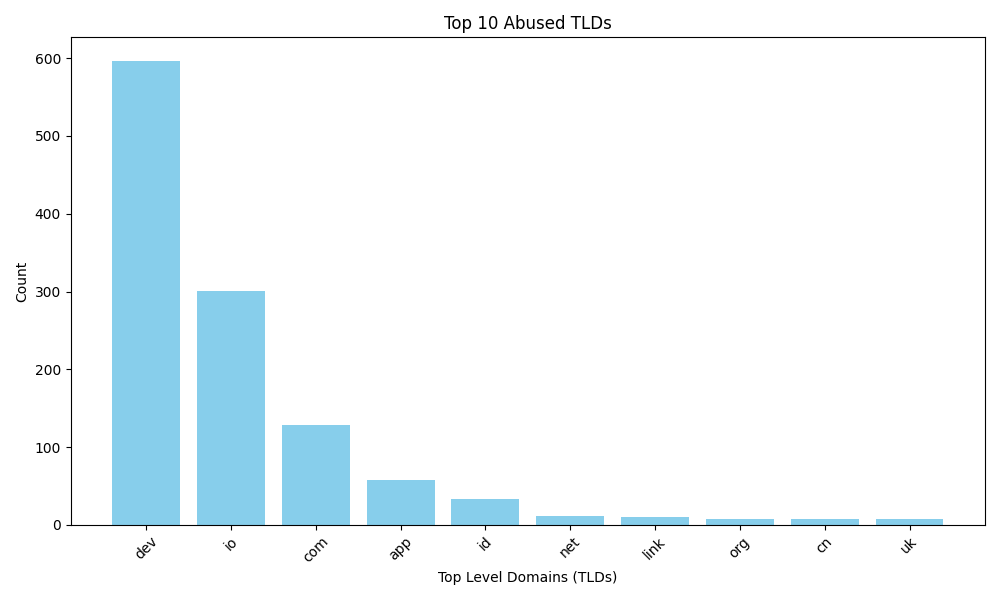 Top 10 Abused TLDs
Count
600
500
400
300
200
100
0
dev
io
com
app
id
net
link
org
cn
uk
Top Level Domains (TLDs)